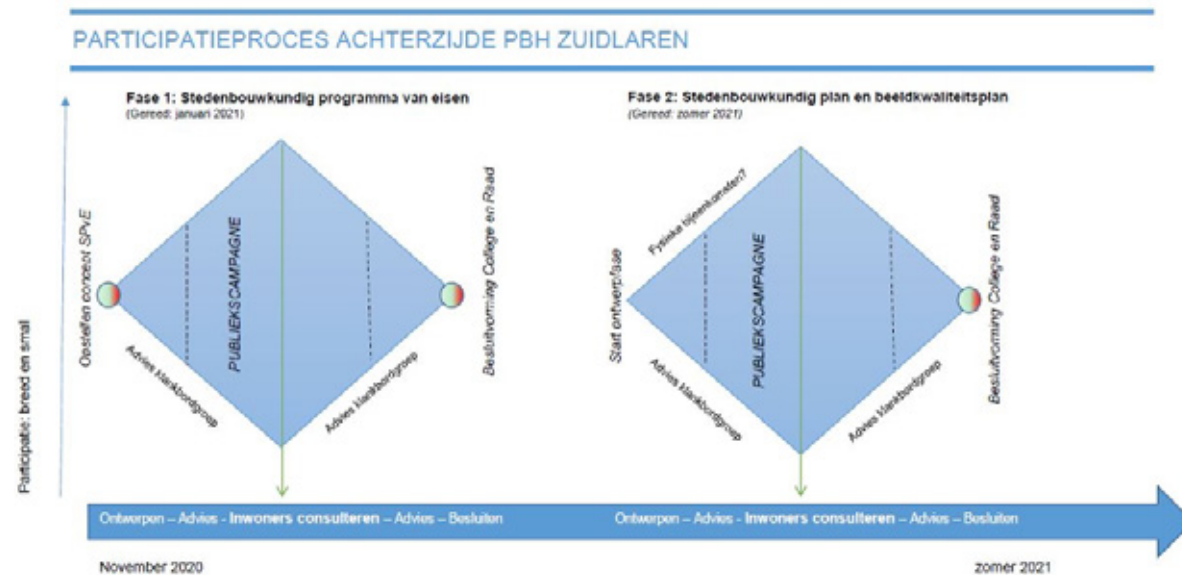 PARTICIPATIEPROCES ACHTERZIJDE PBH ZUIDLAREN
Fase 1: Stedenbouwkundig programma van eisen
(Gereed: januari 2021)
Fase 2: Stedenbouwkundig plan en beeldkwaliteitsplan
(Gereed: zomer 2021)
Participatie: breed en smal
Opstellen concept SPvE
PUBLIEKSCAMPAGNE
Advies klankbordgroep
Advies klankbordgroep
Besluitvorming College en Raad
Start ontwerpfase
Fysieke bijeenkomsten?
PUBLIEKSCAMPAGNE
Advies klankbordgroep
Advies klankbordgroep
Besluitvorming College en Raad
Ontwerpen – Advies - Inwoners consulteren – Advies – Besluiten
Ontwerpen – Advies - Inwoners consulteren – Advies – Besluiten
November 2020
zomer 2021